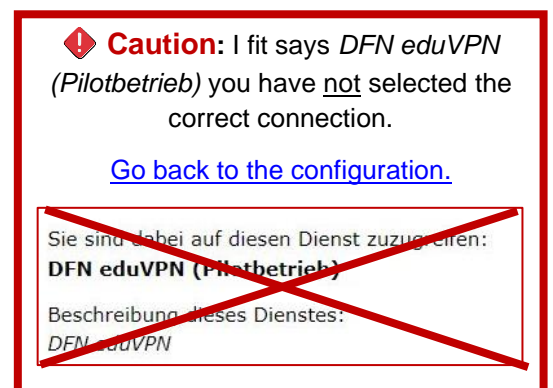 Caution: I fit says DFN eduVPN
(Pilotbetrieb) you have not selected the
correct connection.
Go back to the configuration.
Sie sind dabei auf diesen Dienst zuzugreifen:
DFN eduVPN (Pilotbetrieb)
Beschreibung dieses Dienstes:
DFN eduVPN